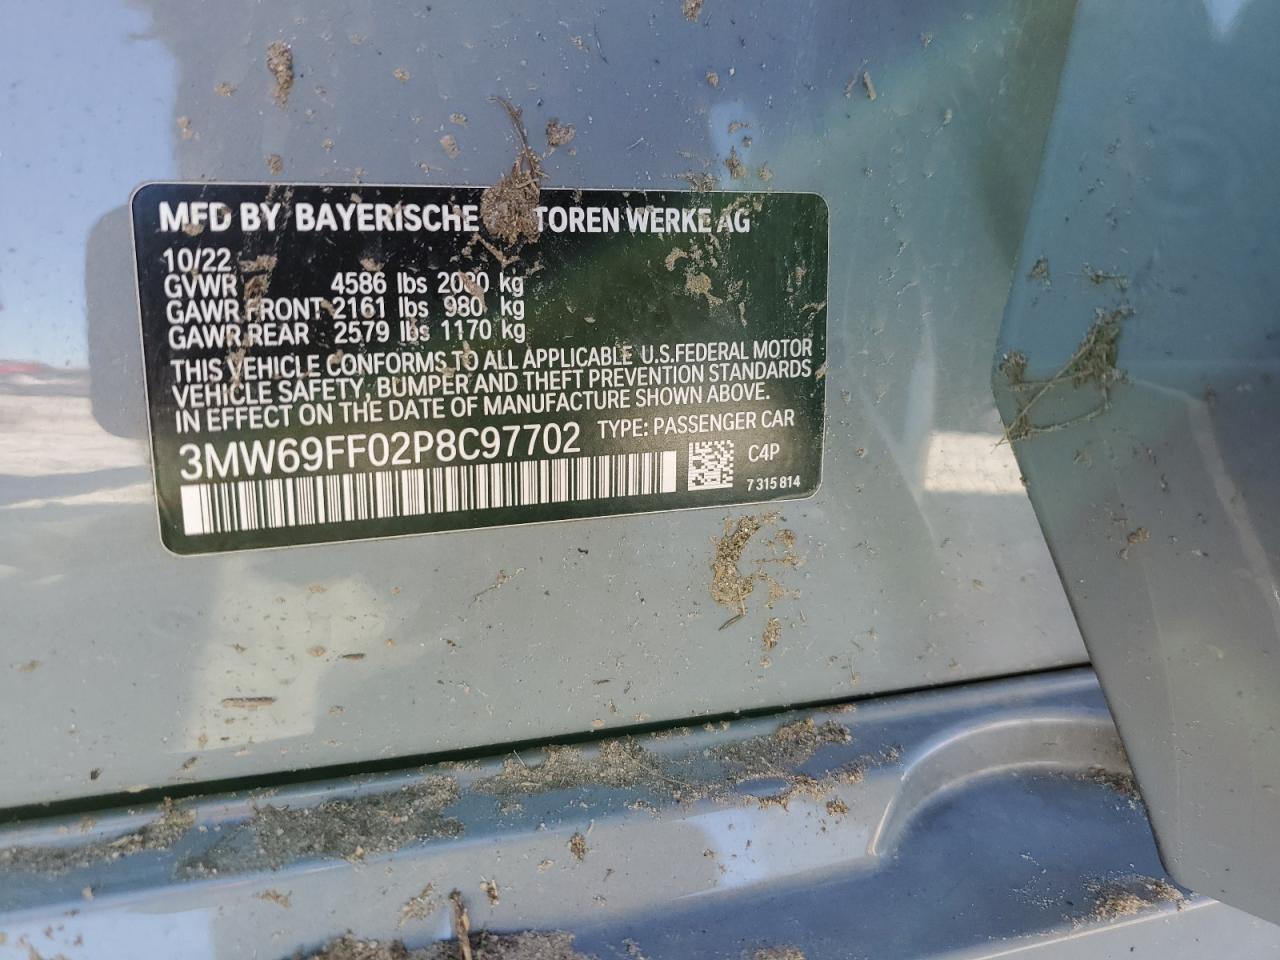 MFD BY BAYERISCHE TOREN WERKE AG
10/22
GVWR 4586 lbs kg
GAWR FRONT 2161 lbs 980 kg
GAWR REAR 2579 lbs 1170 kg
THIS VEHICLE CONFORMS TO ALL APPLICABLE U.S.FEDERAL MOTOR
VEHICLE SAFETY, BUMPER AND THEFT PREVENTION STANDARDS
IN EFFECT ON THE DATE OF MANUFACTURE SHOWN ABOVE.
3MW69FF02P8C97702 TYPE: PASSENGER CAR
C4P
7 315 814